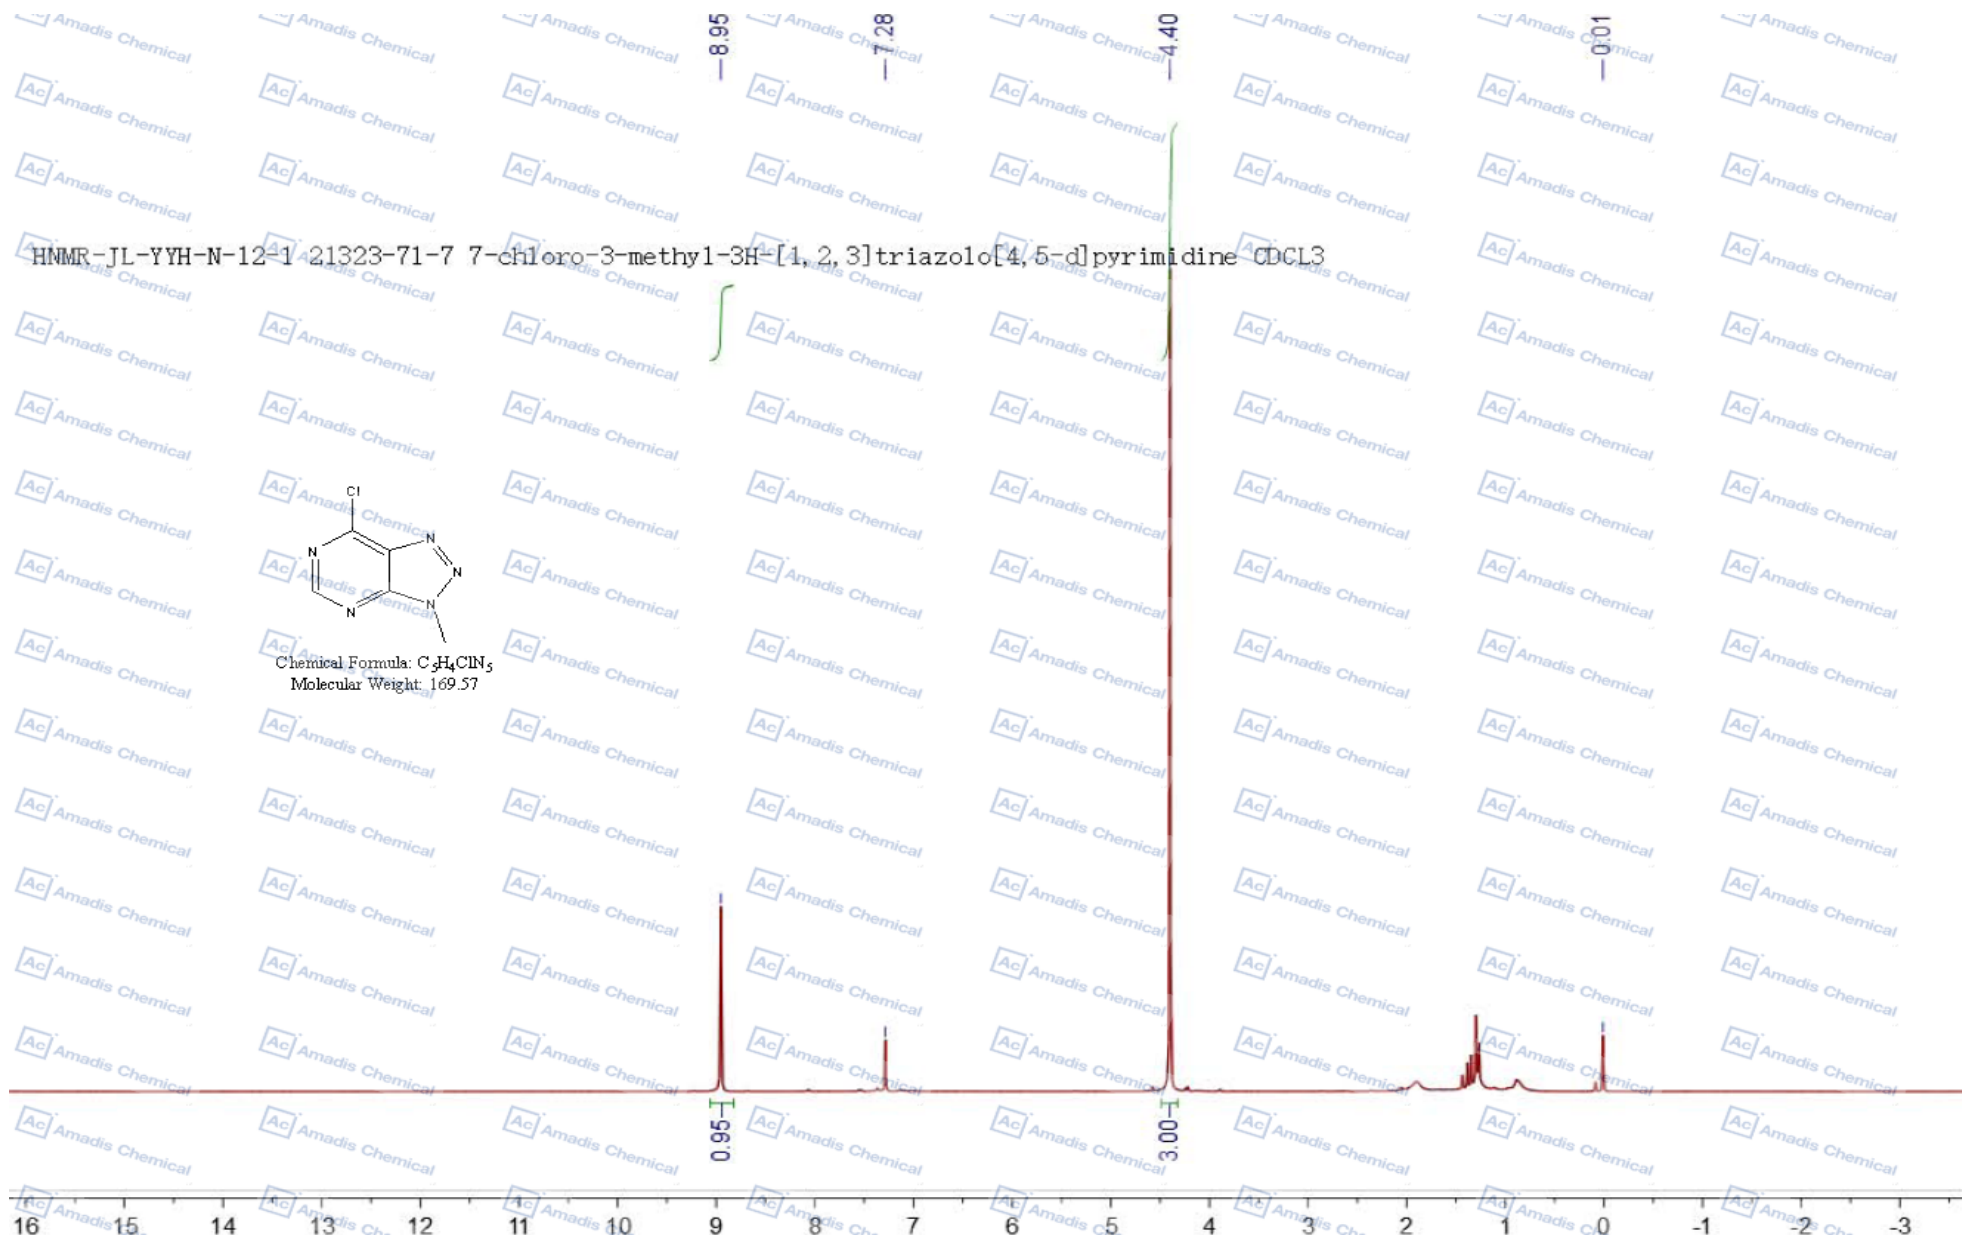 8.95
7.28
4.40
0.01
HNMR-JL-YYH-N-12-1 21323-71-7 7-chloro-3-methyl-3H-[1,2,3]triazolo[4,5-d]pyrimidine CDCL3
Cl
N
N
N
N
N
Chemical Formula: C5H4ClN5
Molecular Weight: 169.57
0.95
3.00
16 15 14 13 12 11 10 9 8 7 6 5 4 3 2 1 0 -1 -2 -3
Ac Amadis Chemical